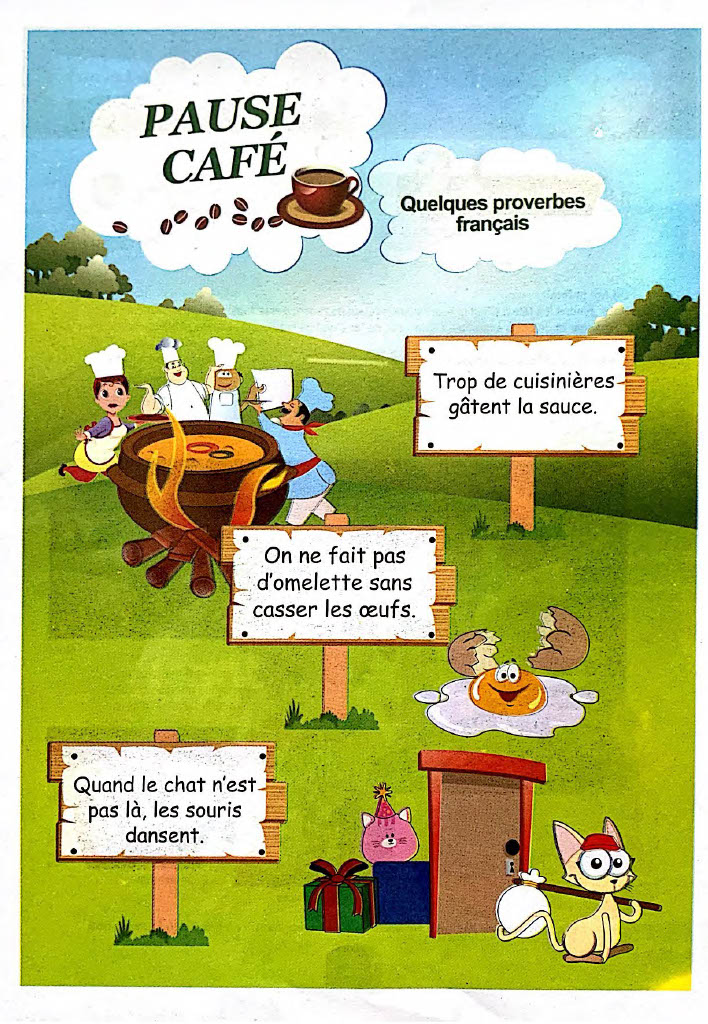 PAUSE
CAFÉ
Quelques proverbes
français
Trop de cuisinières
gâtent la sauce.
On ne fait pas
d'omelette sans
casser les œufs.
Quand le chat n'est
pas là, les souris
dansent.